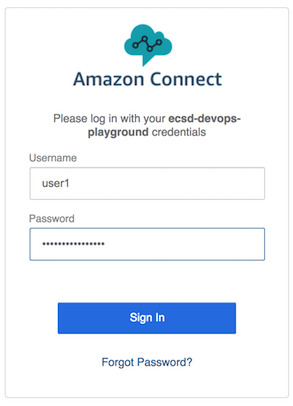 Amazon Connect
Please log in with your ecsd-devops-
playground credentials
Username
user1
Password
••••••••••••••••
Sign In
Forgot Password?